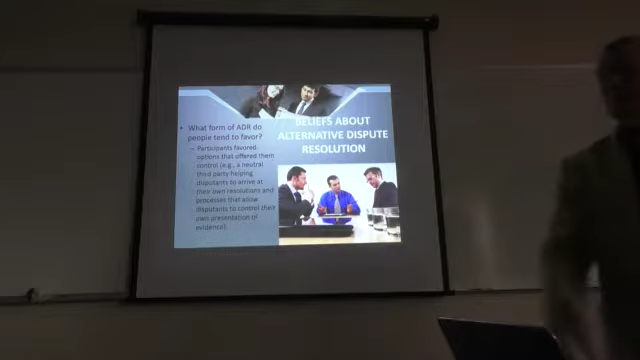 BELIEFS ABOUT
ALTERNATIVE DISPUTE
RESOLUTION
• What form of ADR do
people tend to favor?
– Participants favored
options that offered them
control (e.g., a neutral
third party helping
disputants to arrive at
their own resolutions and
processes that allow
disputants to control their
own presentation of
evidence).